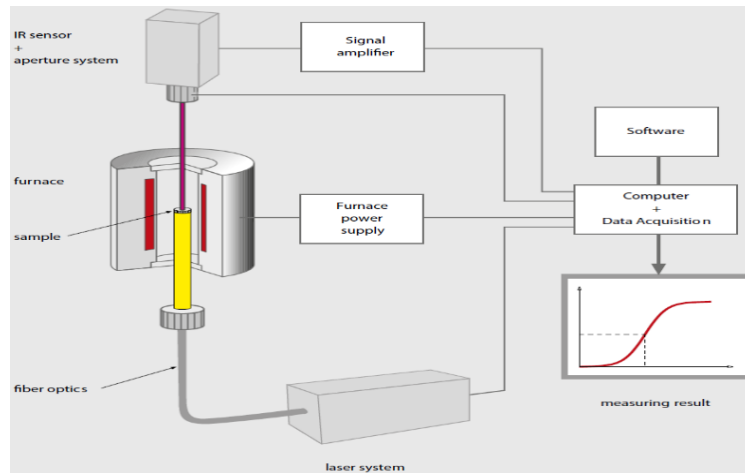 IR sensor
+
aperture system
Signal
amplifier
Software
furnace
Furnace
power
supply
Computer
+
Data Acquisition
sample
fiber optics
measuring result
laser system